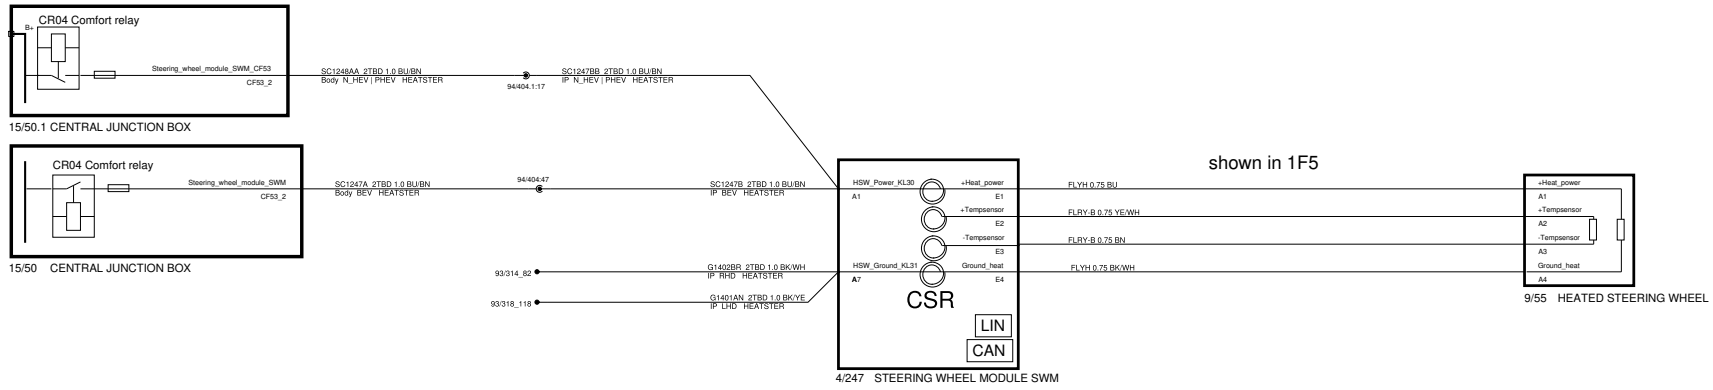 CR04 Comfort relay
B+
Steering_wheel_module_SWM_CF53
CF53_2
15/50.1 CENTRAL JUNCTION BOX
SC1248AA 2TBD 1.0 BU/BN
Body N_HEV | PHEV HEATSTER
94/404.1:17
SC1247BB 2TBD 1.0 BU/BN
IP N_HEV | PHEV HEATSTER
CR04 Comfort relay
Steering_wheel_module_SWM
CF53_2
15/50 CENTRAL JUNCTION BOX
SC1247A 2TBD 1.0 BU/BN
Body BEV HEATSTER
94/404:47
SC1247B 2TBD 1.0 BU/BN
IP BEV HEATSTER
93/314_82
G1402BR 2TBD 1.0 BK/WH
IP RHD HEATSTER
93/318_118
G1401AN 2TBD 1.0 BK/YE
IP LHD HEATSTER
HSW_Power_KL30
A1
HSW_Ground_KL31
A7
+Heat_power
E1
+Tempsensor
E2
-Tempsensor
E3
Ground_heat
E4
CSR
LIN
CAN
4/247 STEERING WHEEL MODULE SWM
shown in 1F5
FLYH 0.75 BU
FLRY-B 0.75 YE/WH
FLRY-B 0.75 BN
FLYH 0.75 BK/WH
+Heat_power
A1
+Tempsensor
A2
-Tempsensor
A3
Ground_heat
A4
9/55 HEATED STEERING WHEEL